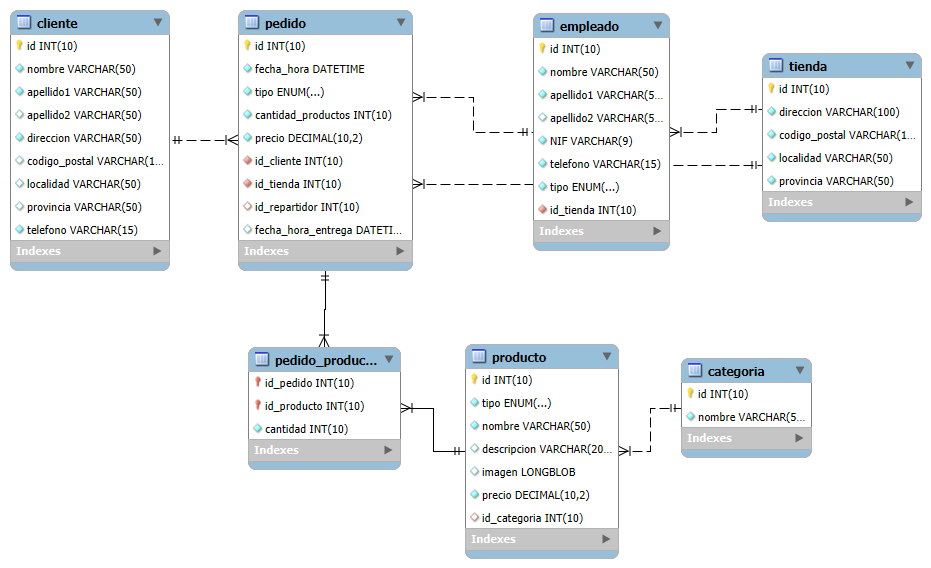 cliente
id INT(10)
nombre VARCHAR(50)
apellido1 VARCHAR(50)
apellido2 VARCHAR(50)
direccion VARCHAR(50)
codigo_postal VARCHAR(1...
localidad VARCHAR(50)
provincia VARCHAR(50)
telefono VARCHAR(15)
Indexes
pedido
id INT(10)
fecha_hora DATETIME
tipo ENUM(...)
cantidad_productos INT(10)
precio DECIMAL(10,2)
id_cliente INT(10)
id_tienda INT(10)
id_repartidor INT(10)
fecha_hora_entrega DATETI...
Indexes
empleado
id INT(10)
nombre VARCHAR(50)
apellido1 VARCHAR(5...
apellido2 VARCHAR(5...
NIF VARCHAR(9)
telefono VARCHAR(15)
tipo ENUM(...)
id_tienda INT(10)
Indexes
tienda
id INT(10)
direccion VARCHAR(100)
codigo_postal VARCHAR(1...
localidad VARCHAR(50)
provincia VARCHAR(50)
Indexes
pedido_produc...
id_pedido INT(10)
id_producto INT(10)
cantidad INT(10)
Indexes
producto
id INT(10)
tipo ENUM(...)
nombre VARCHAR(50)
descripcion VARCHAR(20...
imagen LONGBLOB
precio DECIMAL(10,2)
id_categoria INT(10)
Indexes
categoria
id INT(10)
nombre VARCHAR(5...
Indexes